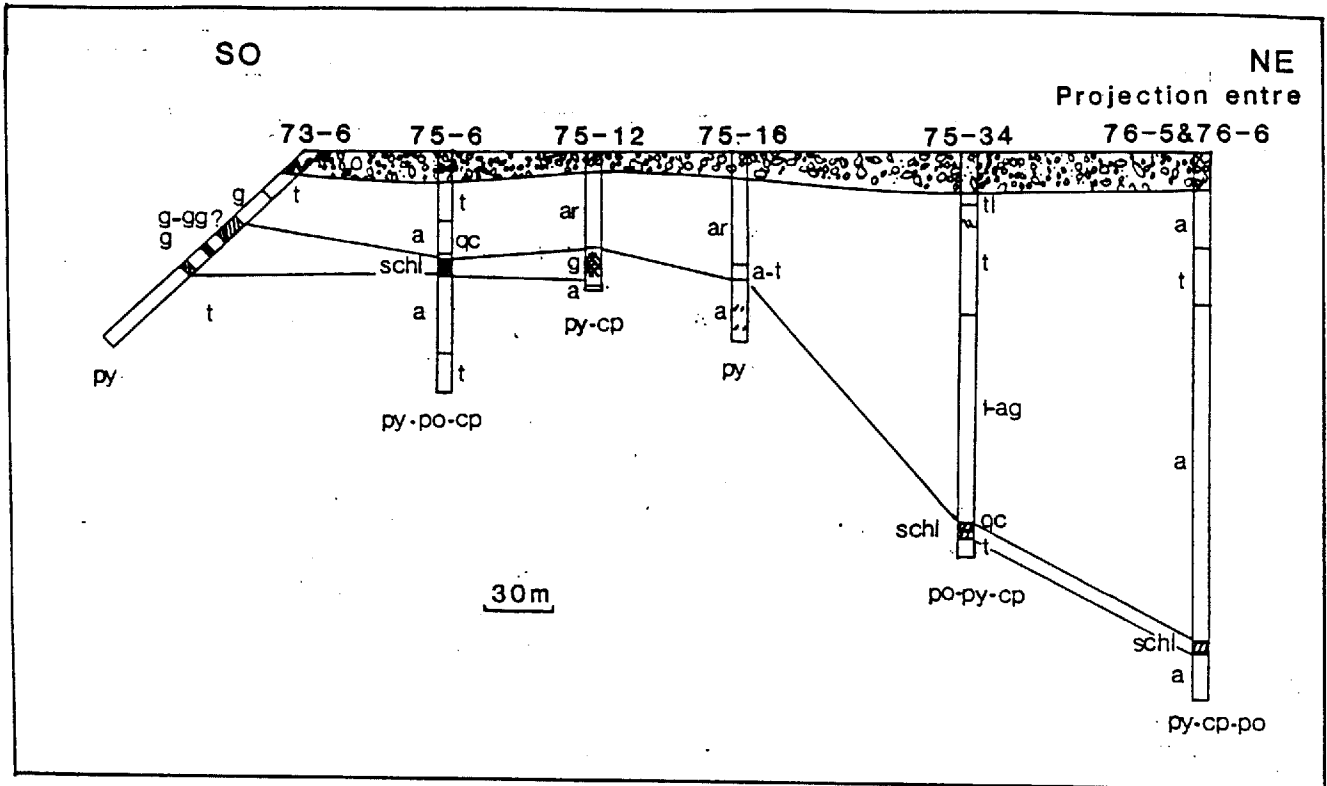 SO
NE
Projection entre
73-6
75-6
75-12
75-16
75-34
76-5&76-6
g
t
g-gg?
g
t
py
t
a
qc
schl
a
t
py-po-cp
ar
g
a
py-cp
ar
a-t
a
py
tl
t
qc
schl
t
po-py-cp
a
t
a
schl
a
py-cp-po
30m